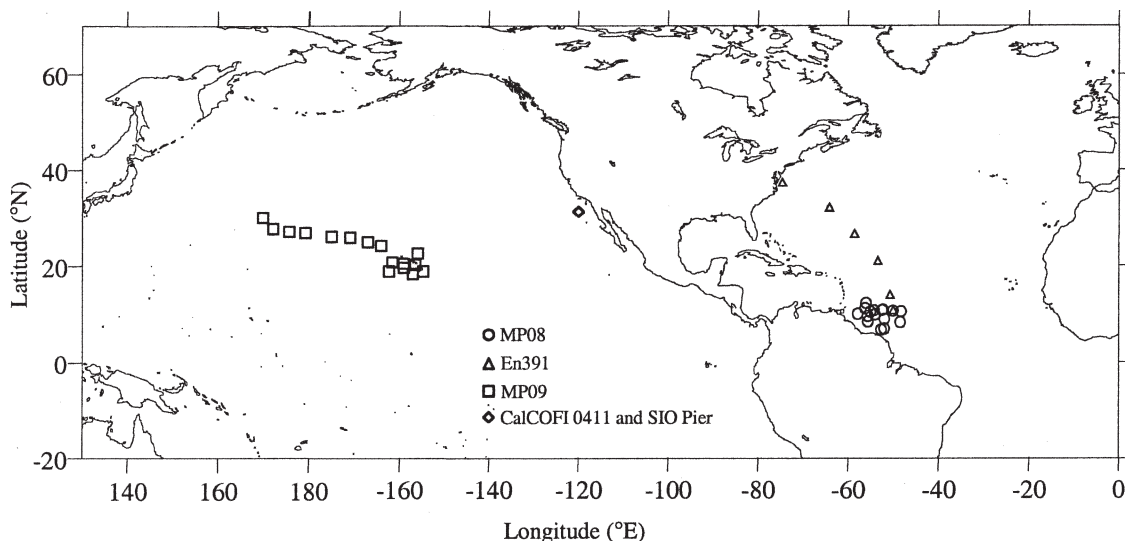 60
40
20
0
-20
Latitude (°N)
MP08
En391
MP09
CalCOFI 0411 and SIO Pier
140 160 180 -160 -140 -120 -100 -80 -60 -40 -20 0
Longitude (°E)